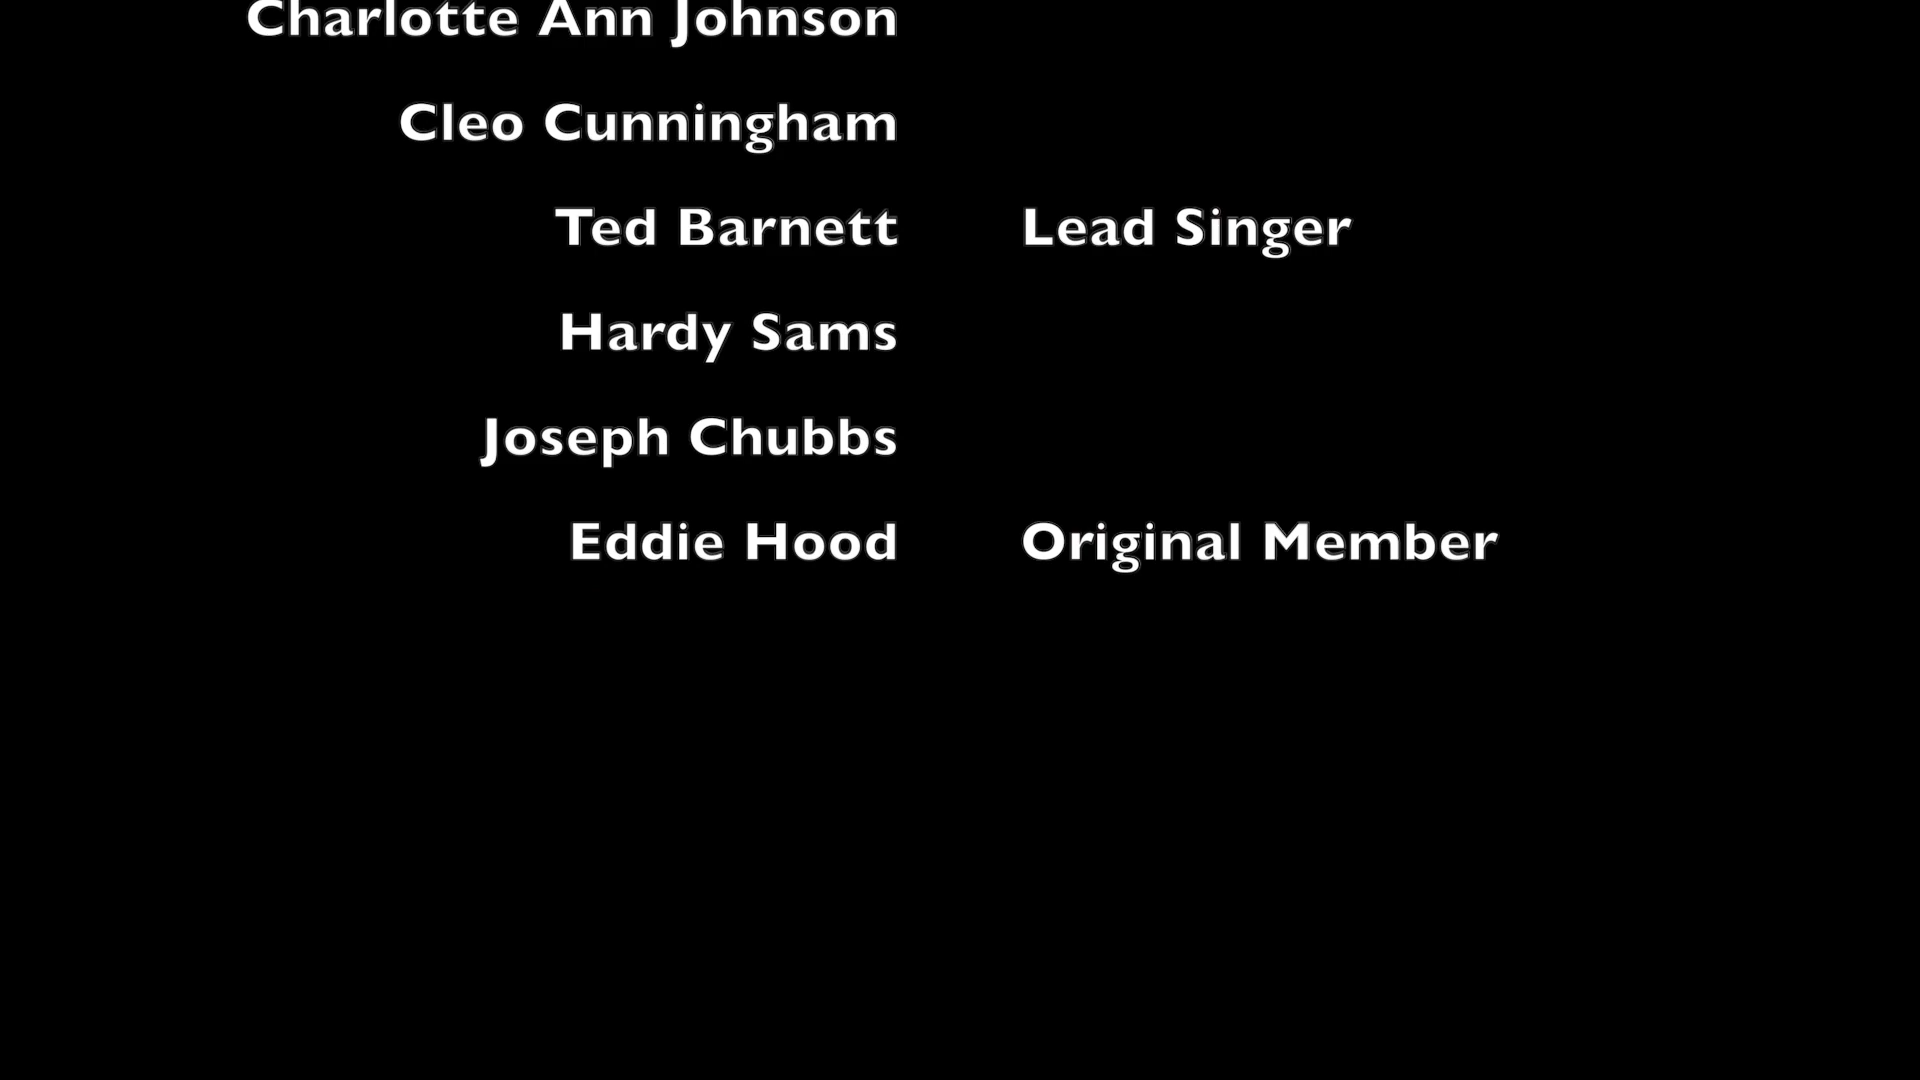 Charlotte Ann Johnson
Cleo Cunningham
Ted Barnett Lead Singer
Hardy Sams
Joseph Chubbs
Eddie Hood Original Member